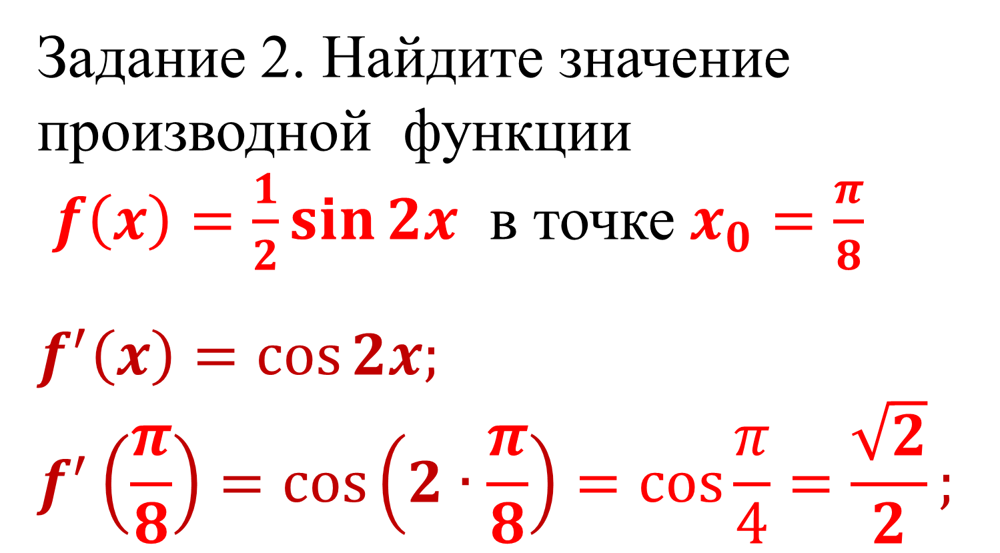 Задание 2. Найдите значение
производной функции
f(x) = 1/2 sin 2x в точке x₀ = π/8
f′(x) = cos 2x;
f′(π/8) = cos(2 · π/8) = cos π/4 = √2/2;